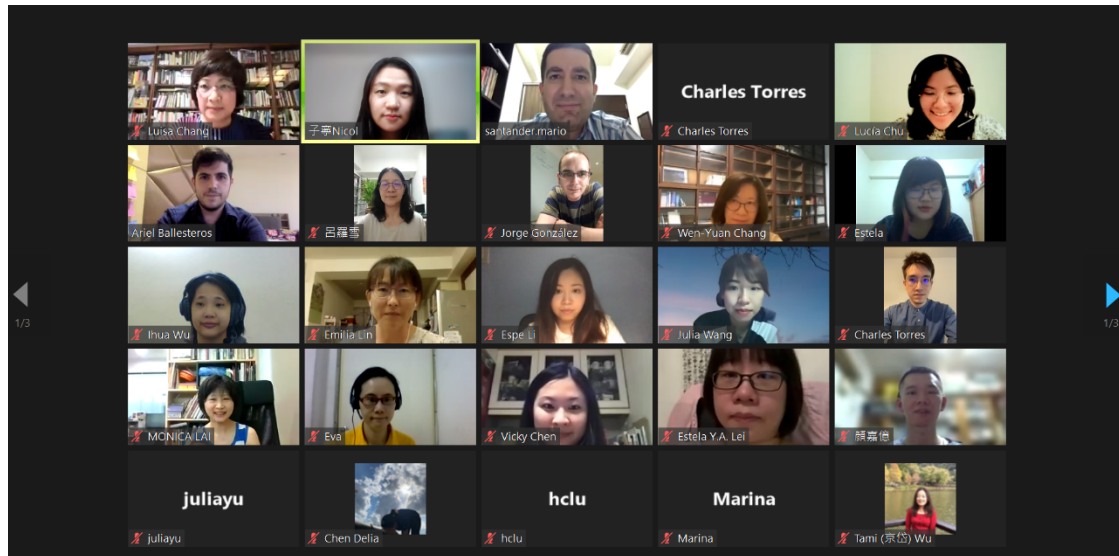 Luisa Chang
子寧Nicol
santander.mario
Charles Torres
Charles Torres
Lucía Chu
Ariel Ballesteros
呂羅雪
Jorge González
Wen-Yuan Chang
Estela
1/3
1/3
Ihua Wu
Emilia Lin
Espe Li
Julia Wang
Charles Torres
MONICA LAI
Eva
Vicky Chen
Estela Y.A. Lei
顏嘉億
juliayu
juliayu
Chen Delia
hclu
hclu
Marina
Marina
Tami (京岱) Wu